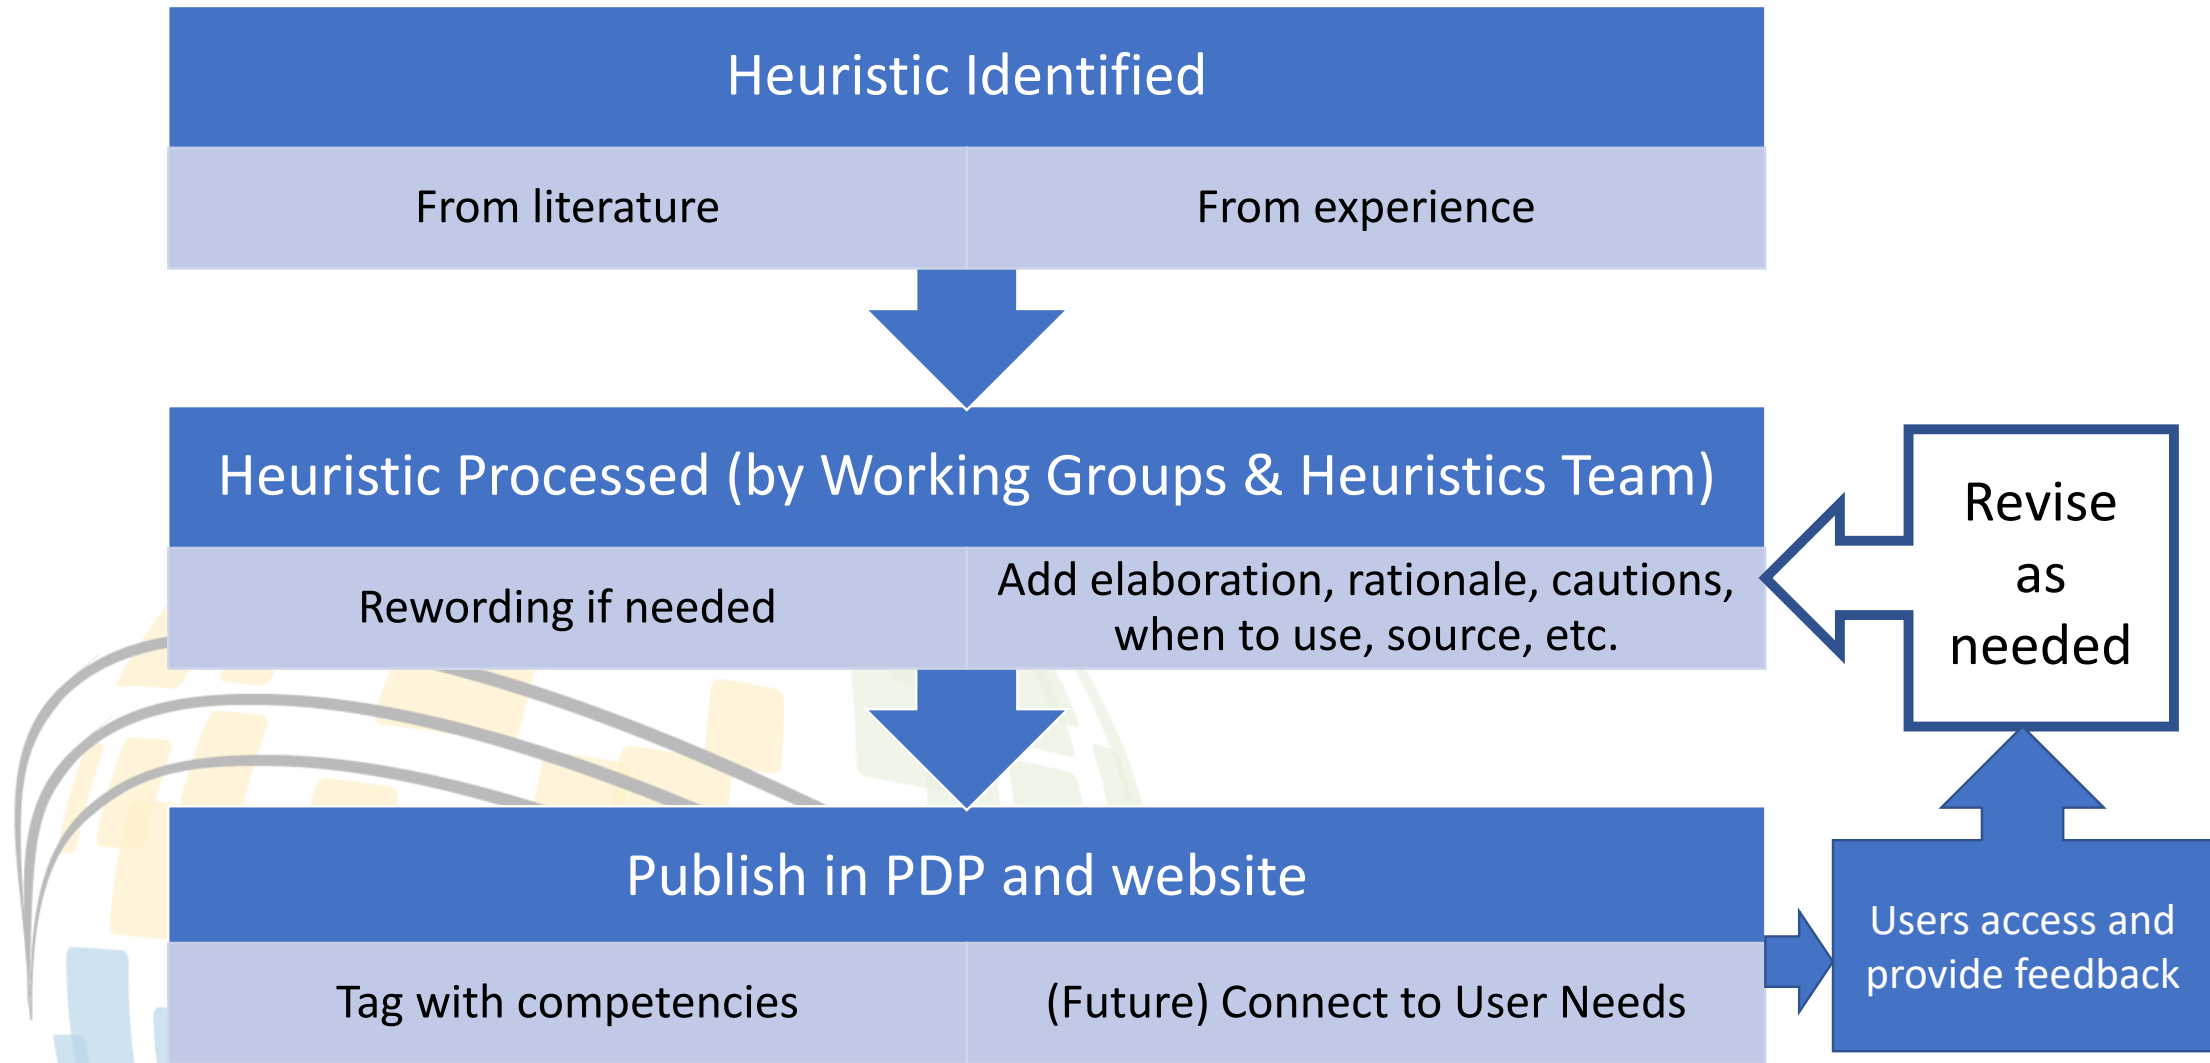 Heuristic Identified
From literature
From experience
Heuristic Processed (by Working Groups & Heuristics Team)
Rewording if needed
Add elaboration, rationale, cautions,
when to use, source, etc.
Revise
as
needed
Publish in PDP and website
Tag with competencies
(Future) Connect to User Needs
Users access and
provide feedback